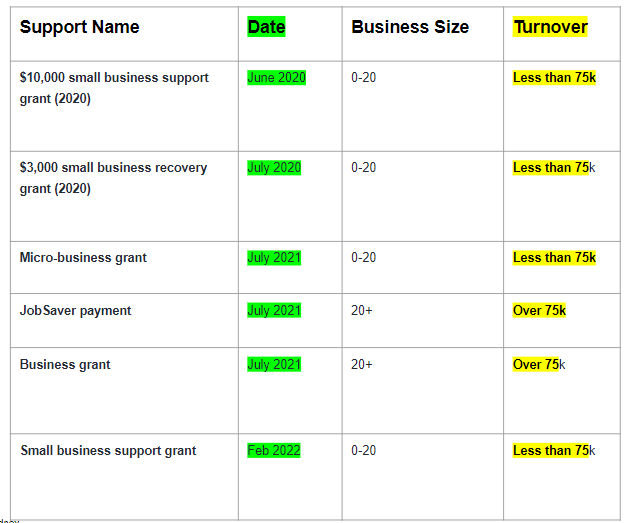 Support Name Date Business Size Turnover
$10,000 small business support June 2020 0-20 Less than 75k
grant (2020)
$3,000 small business recovery July 2020 0-20 Less than 75k
grant (2020)
Micro-business grant July 2021 0-20 Less than 75k
JobSaver payment July 2021 20+ Over 75k
Business grant July 2021 20+ Over 75k
Small business support grant Feb 2022 0-20 Less than 75k